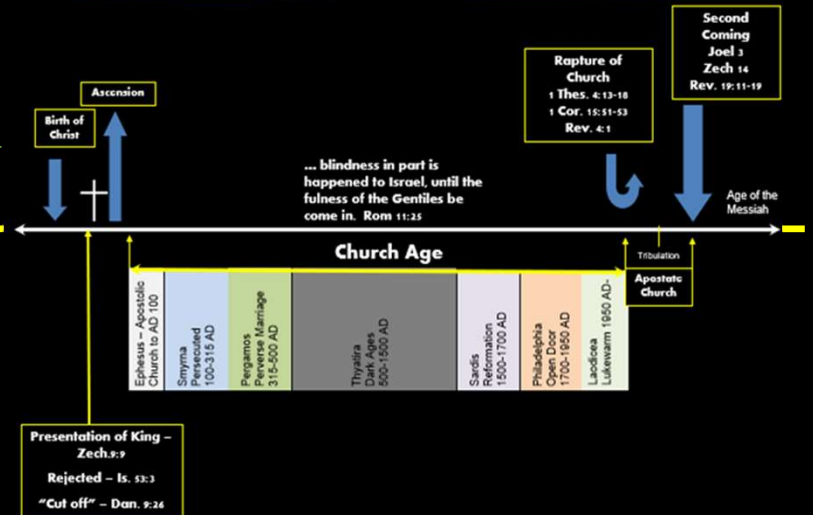 Second
Coming
Joel 3
Zech 14
Rev. 19:11-19
Rapture of
Church
1 Thes. 4:13-18
1 Cor. 15:51-53
Rev. 4:1
Ascension
Birth of
Christ
... blindness in part is
happened to Israel, until the
fulness of the Gentiles be
come in. Rom 11:25
Age of the
Messiah
Church Age
Tribulation
Apostate
Church
Ephesus – Apostolic
Church to AD 100
Smyrna
Persecuted
100-315 AD
Pergamos
Perverse Marriage
315-500 AD
Thyatira
Dark Ages
500-1500 AD
Sardis
Reformation
1500-1700 AD
Philadelphia
Open Door
1700-1950 AD
Laodicea
Lukewarm 1950 AD-
Presentation of King –
Zech.9:9
Rejected – Is. 53:3
"Cut off" – Dan. 9:26